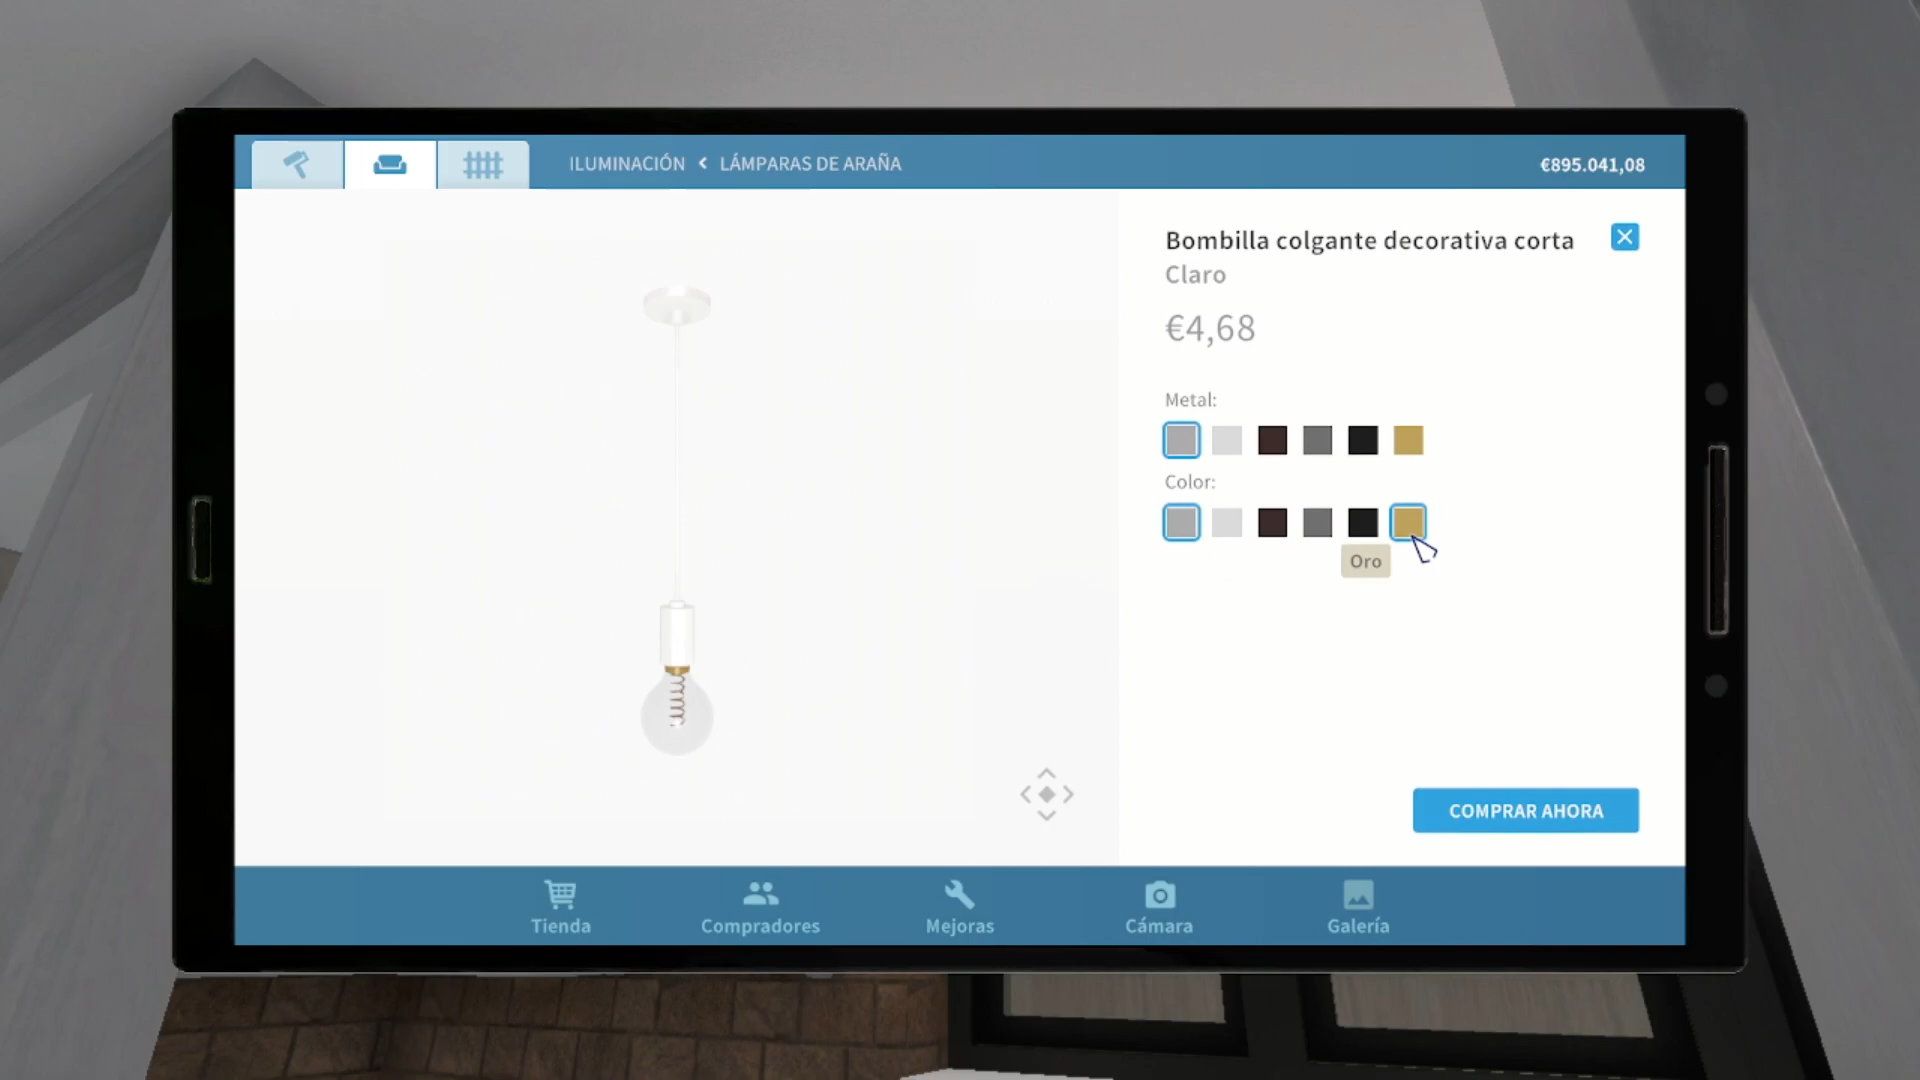 ILUMINACIÓN < LÁMPARAS DE ARAÑA
€895.041,08
Bombilla colgante decorativa corta
Claro
€4,68
Metal:
Color:
Oro
COMPRAR AHORA
Tienda
Compradores
Mejoras
Cámara
Galería